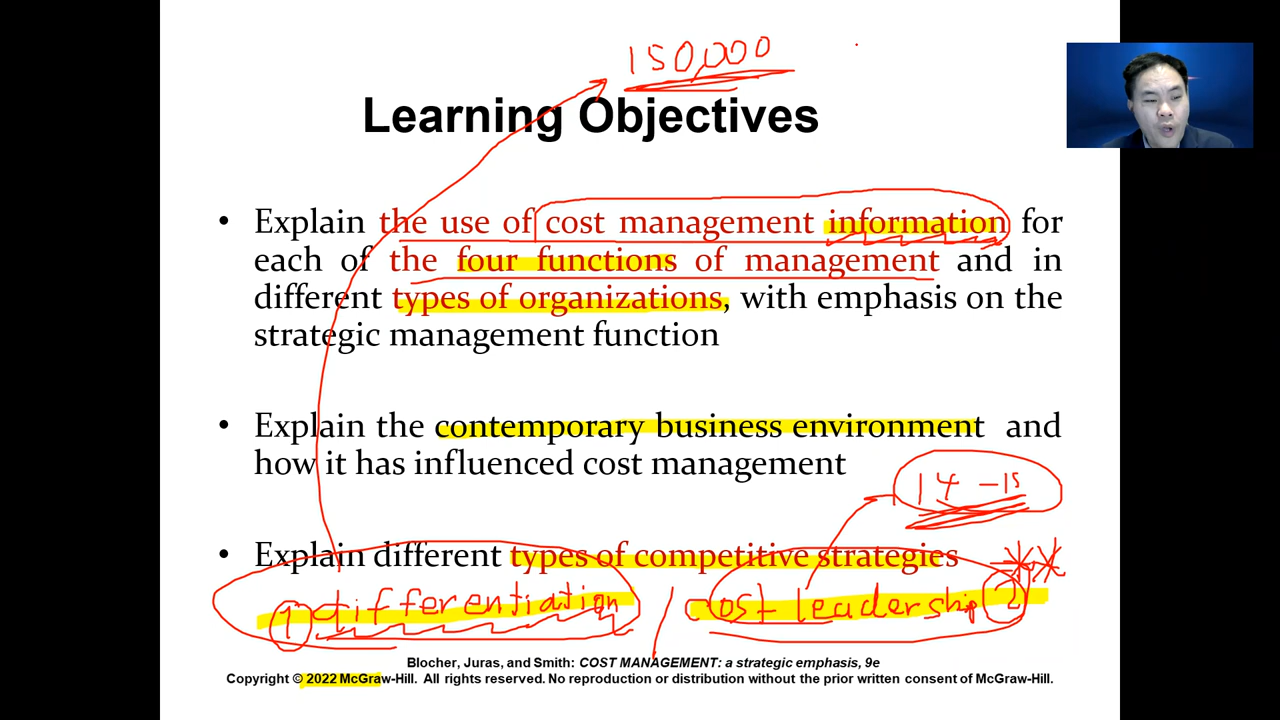 150,000
Learning Objectives
• Explain the use of cost management information for
each of the four functions of management and in
different types of organizations, with emphasis on the
strategic management function
• Explain the contemporary business environment and
how it has influenced cost management
14-15
• Explain different types of competitive strategies
① differentiation / cost leadership ②
Blocher, Juras, and Smith: COST MANAGEMENT: a strategic emphasis, 9e
Copyright © 2022 McGraw-Hill. All rights reserved. No reproduction or distribution without the prior written consent of McGraw-Hill.